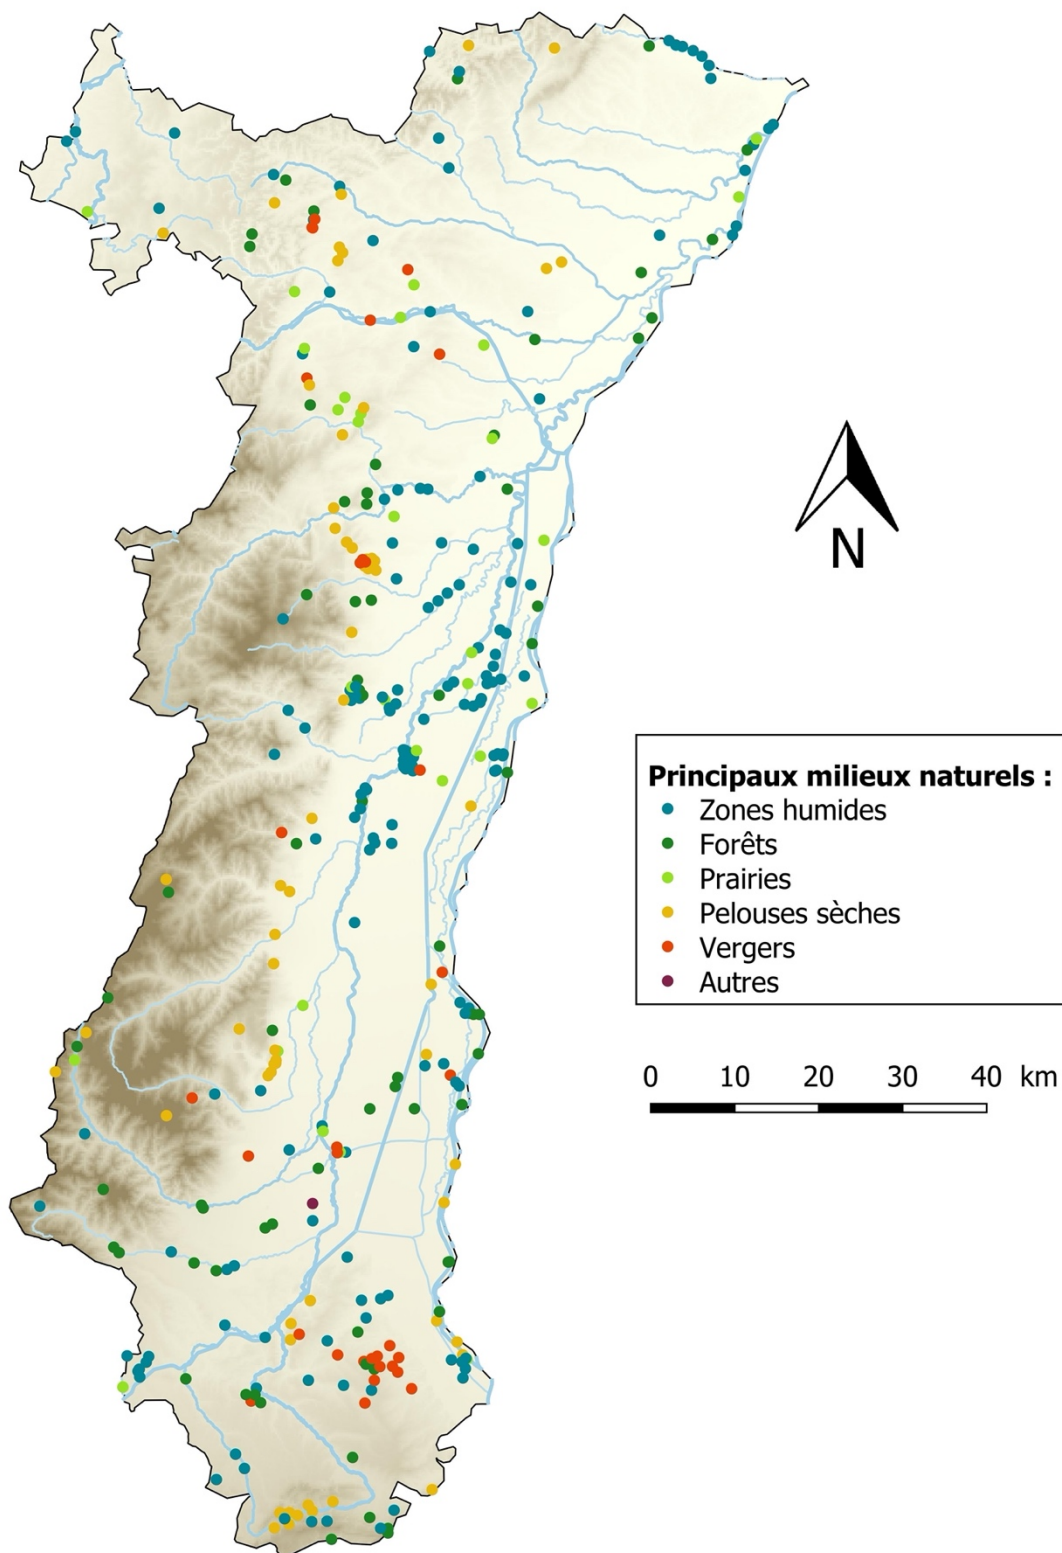 N
Principaux milieux naturels :
Zones humides
Forêts
Prairies
Pelouses sèches
Vergers
Autres
0 10 20 30 40 km